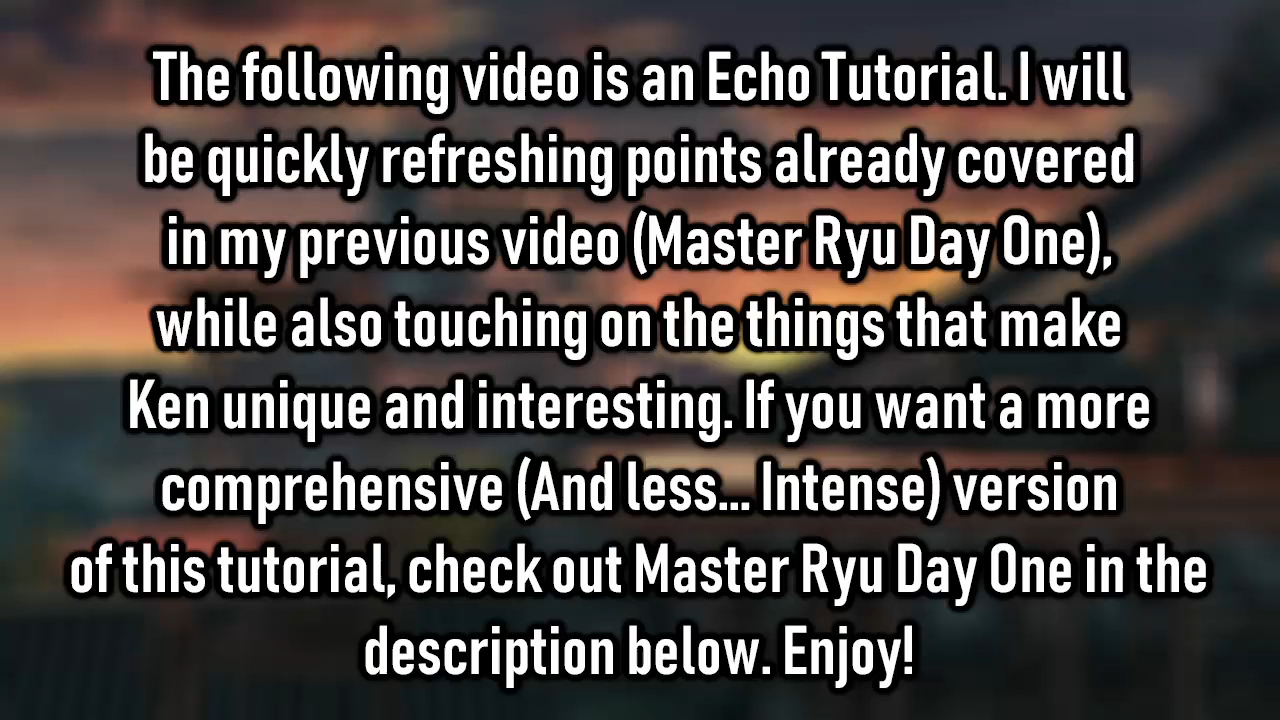 The following video is an Echo Tutorial. I will
be quickly refreshing points already covered
in my previous video (Master Ryu Day One),
while also touching on the things that make
Ken unique and interesting. If you want a more
comprehensive (And less... Intense) version
of this tutorial, check out Master Ryu Day One in the
description below. Enjoy!